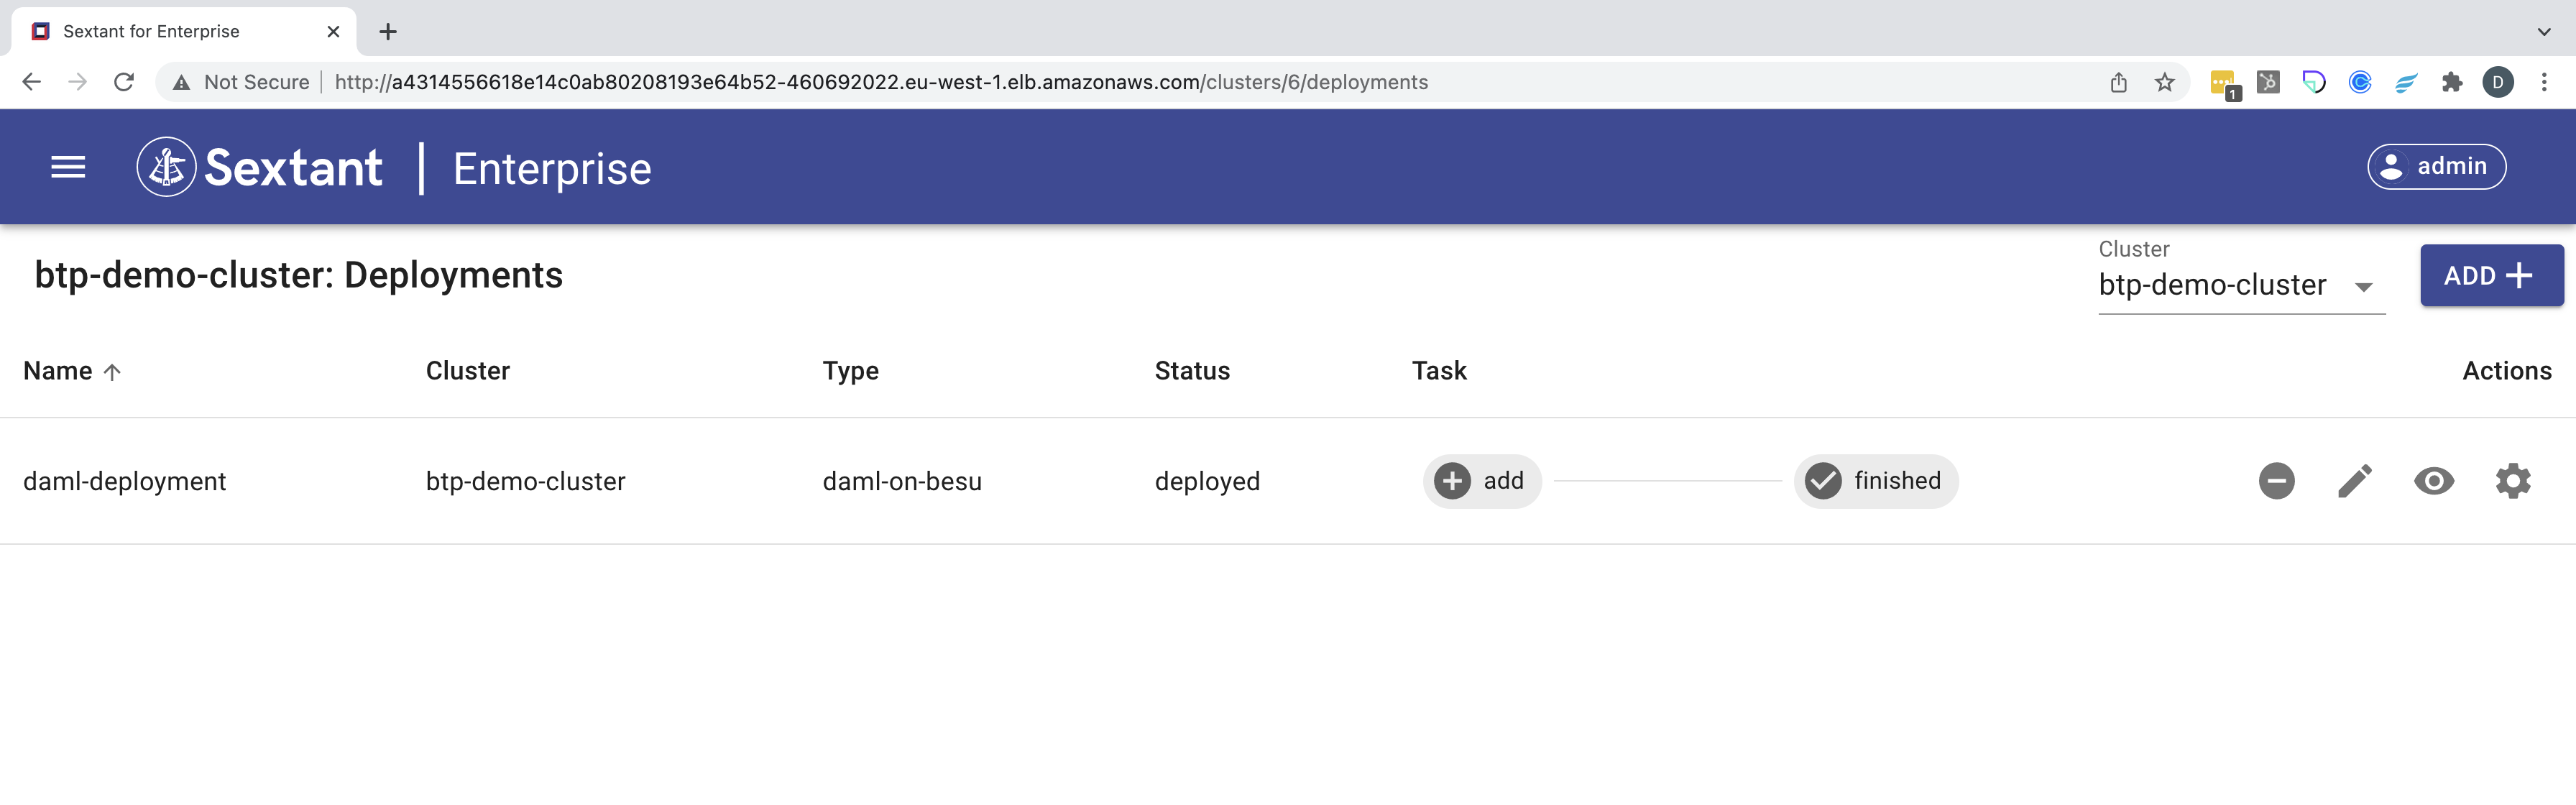 Sextant for Enterprise
Not Secure http://a4314556618e14c0ab80208193e64b52-460692022.eu-west-1.elb.amazonaws.com/clusters/6/deployments 1 D
Sextant | Enterprise admin
btp-demo-cluster: Deployments
Cluster
btp-demo-cluster
ADD
Name Cluster Type Status Task Actions
daml-deployment btp-demo-cluster daml-on-besu deployed add finished